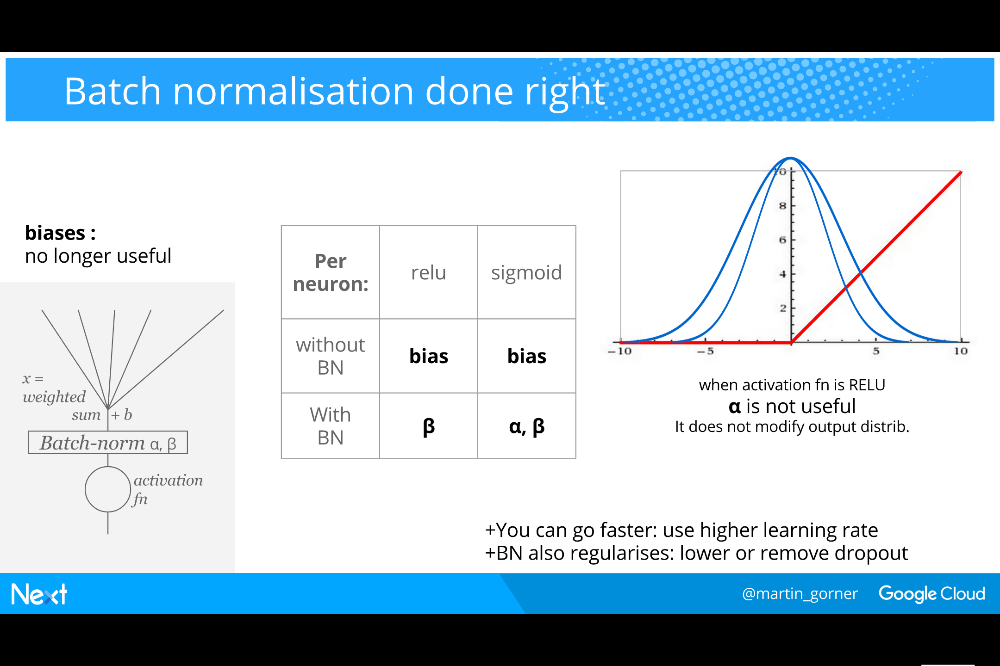 Batch normalisation done right
biases :
no longer useful
x =
weighted
sum + b
Batch-norm α, β
activation
fn
Per
neuron:
relu
sigmoid
without
BN
bias
bias
With
BN
β
α, β
10
8
6
4
2
−10
−5
5
10
when activation fn is RELU
α is not useful
It does not modify output distrib.
+You can go faster: use higher learning rate
+BN also regularises: lower or remove dropout
Next
@martin_gorner
Google Cloud